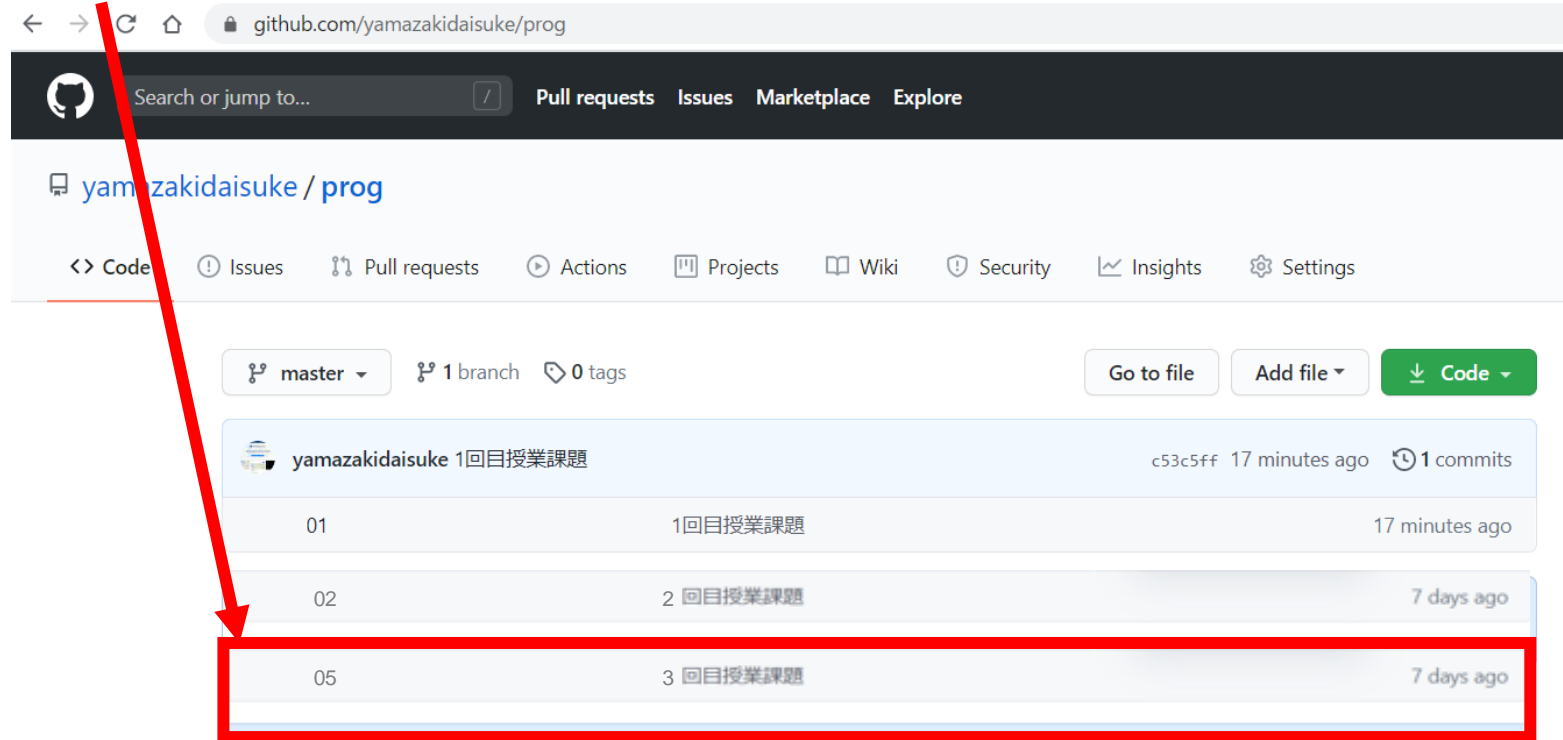 github.com/yamazakidaisuke/prog
Search or jump to... / Pull requests Issues Marketplace Explore
yamazakidaisuke / prog
<> Code Issues Pull requests Actions Projects Wiki Security Insights Settings
master 1 branch 0 tags Go to file Add file Code
yamazakidaisuke 1回目授業課題 c53c5ff 17 minutes ago 1 commits
01 1回目授業課題 17 minutes ago
02 2 回目授業課題 7 days ago
05 3 回目授業課題 7 days ago